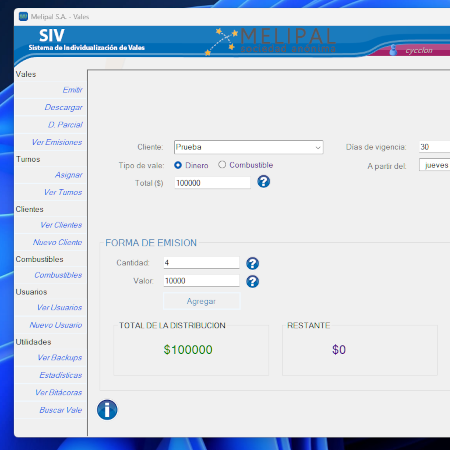 Melipal S.A. - Vales
SIV
Sistema de Individualización de Vales
MELIPAL
sociedad anonima
cycclon
Vales
Emitir
Descargar
D. Parcial
Ver Emisiones
Turnos
Asignar
Ver Turnos
Clientes
Ver Clientes
Nuevo Cliente
Combustibles
Combustibles
Usuarios
Ver Usuarios
Nuevo Usuario
Utilidades
Ver Backups
Estadísticas
Ver Bitácoras
Buscar Vale
Cliente: Prueba
Días de vigencia: 30
Tipo de vale: Dinero Combustible
A partir del: jueves
Total ($) 100000
FORMA DE EMISION
Cantidad: 4
Valor: 10000
Agregar
TOTAL DE LA DISTRIBUCION
$100000
RESTANTE
$0